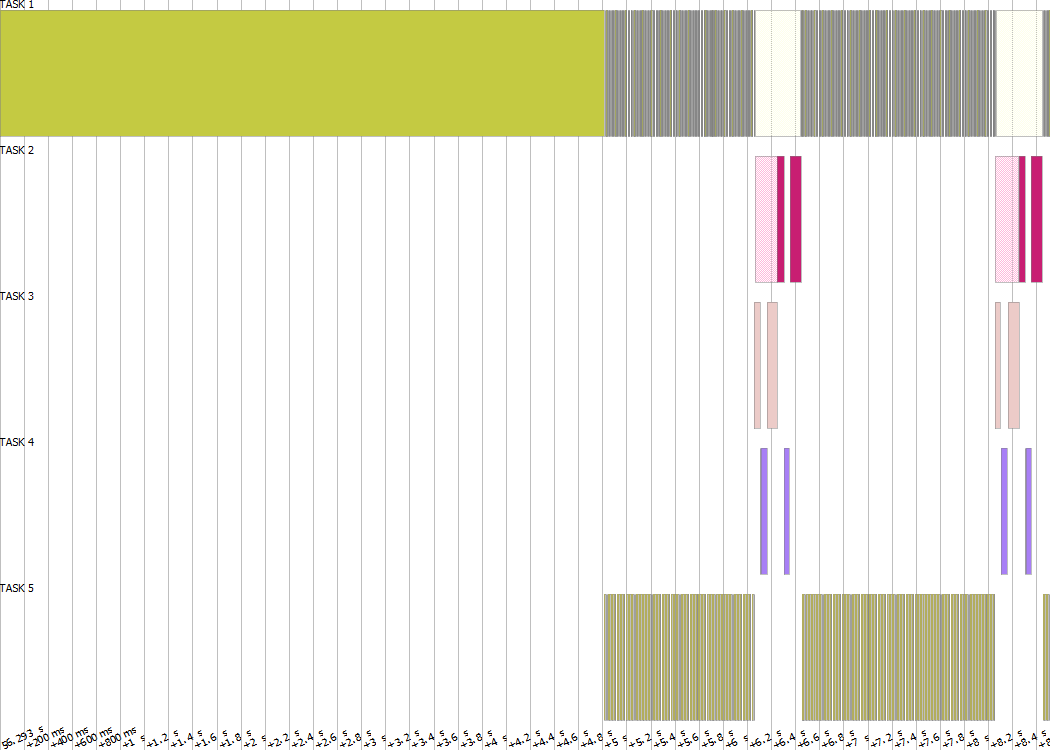 TASK 1
TASK 2
TASK 3
TASK 4
TASK 5
+200 ms
+400 ms
+600 ms
+800 ms
+1 s
+1.2 s
+1.4 s
+1.6 s
+1.8 s
+2 s
+2.2 s
+2.4 s
+2.6 s
+2.8 s
+3 s
+3.2 s
+3.4 s
+3.6 s
+3.8 s
+4 s
+4.2 s
+4.4 s
+4.6 s
+4.8 s
+5 s
+5.2 s
+5.4 s
+5.6 s
+5.8 s
+6 s
+6.2 s
+6.4 s
+6.6 s
+6.8 s
+7 s
+7.2 s
+7.4 s
+7.6 s
+7.8 s
+8 s
+8.2 s
+8.4 s